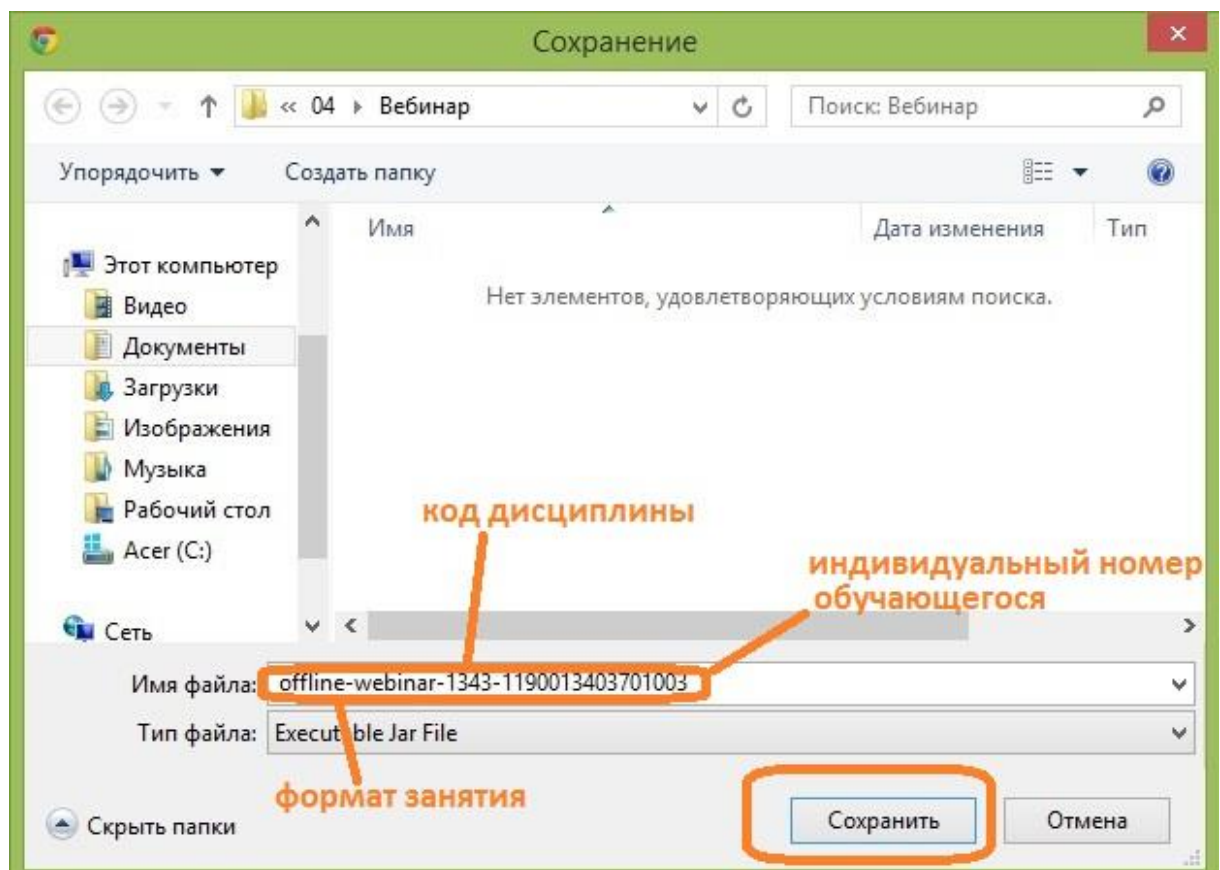 Сохранение
« 04 Вебинар
Поиск: Вебинар
Упорядочить
Создать папку
Имя
Дата изменения
Тип
Этот компьютер
Нет элементов, удовлетворяющих условиям поиска.
Видео
Документы
Загрузки
Изображения
Музыка
Рабочий стол
Acer (C:)
Сеть
код дисциплины
индивидуальный номер
обучающегося
Имя файла: offline-webinar-1343-1190013403701003
Тип файла: Executable Jar File
формат занятия
Скрыть папки
Сохранить
Отмена